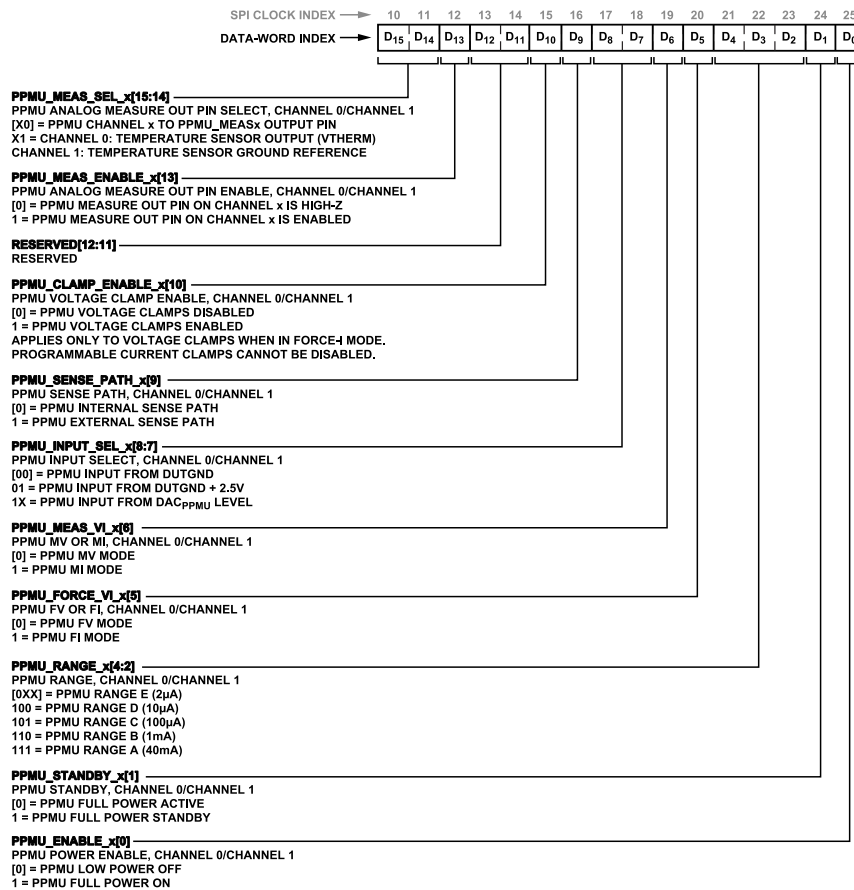 SPI CLOCK INDEX 10 11 12 13 14 15 16 17 18 19 20 21 22 23 24 25
DATA-WORD INDEX D15 D14 D13 D12 D11 D10 D9 D8 D7 D6 D5 D4 D3 D2 D1 D0
PPMU_MEAS_SEL_x[15:14]
PPMU ANALOG MEASURE OUT PIN SELECT, CHANNEL 0/CHANNEL 1
[X0] = PPMU CHANNEL x TO PPMU_MEASx OUTPUT PIN
X1 = CHANNEL 0: TEMPERATURE SENSOR OUTPUT (VTHERM)
CHANNEL 1: TEMPERATURE SENSOR GROUND REFERENCE
PPMU_MEAS_ENABLE_x[13]
PPMU ANALOG MEASURE OUT PIN ENABLE, CHANNEL 0/CHANNEL 1
[0] = PPMU MEASURE OUT PIN ON CHANNEL x IS HIGH-Z
1 = PPMU MEASURE OUT PIN ON CHANNEL x IS ENABLED
RESERVED[12:11]
RESERVED
PPMU_CLAMP_ENABLE_x[10]
PPMU VOLTAGE CLAMP ENABLE, CHANNEL 0/CHANNEL 1
[0] = PPMU VOLTAGE CLAMPS DISABLED
1 = PPMU VOLTAGE CLAMPS ENABLED
APPLIES ONLY TO VOLTAGE CLAMPS WHEN IN FORCE-I MODE.
PROGRAMMABLE CURRENT CLAMPS CANNOT BE DISABLED.
PPMU_SENSE_PATH_x[9]
PPMU SENSE PATH, CHANNEL 0/CHANNEL 1
[0] = PPMU INTERNAL SENSE PATH
1 = PPMU EXTERNAL SENSE PATH
PPMU_INPUT_SEL_x[8:7]
PPMU INPUT SELECT, CHANNEL 0/CHANNEL 1
[00] = PPMU INPUT FROM DUTGND
01 = PPMU INPUT FROM DUTGND + 2.5V
1X = PPMU INPUT FROM DACPPMU LEVEL
PPMU_MEAS_VI_x[6]
PPMU MV OR MI, CHANNEL 0/CHANNEL 1
[0] = PPMU MV MODE
1 = PPMU MI MODE
PPMU_FORCE_VI_x[5]
PPMU FV OR FI, CHANNEL 0/CHANNEL 1
[0] = PPMU FV MODE
1 = PPMU FI MODE
PPMU_RANGE_x[4:2]
PPMU RANGE, CHANNEL 0/CHANNEL 1
[0XX] = PPMU RANGE E (2µA)
100 = PPMU RANGE D (10µA)
101 = PPMU RANGE C (100µA)
110 = PPMU RANGE B (1mA)
111 = PPMU RANGE A (40mA)
PPMU_STANDBY_x[1]
PPMU STANDBY, CHANNEL 0/CHANNEL 1
[0] = PPMU FULL POWER ACTIVE
1 = PPMU FULL POWER STANDBY
PPMU_ENABLE_x[0]
PPMU POWER ENABLE, CHANNEL 0/CHANNEL 1
[0] = PPMU LOW POWER OFF
1 = PPMU FULL POWER ON